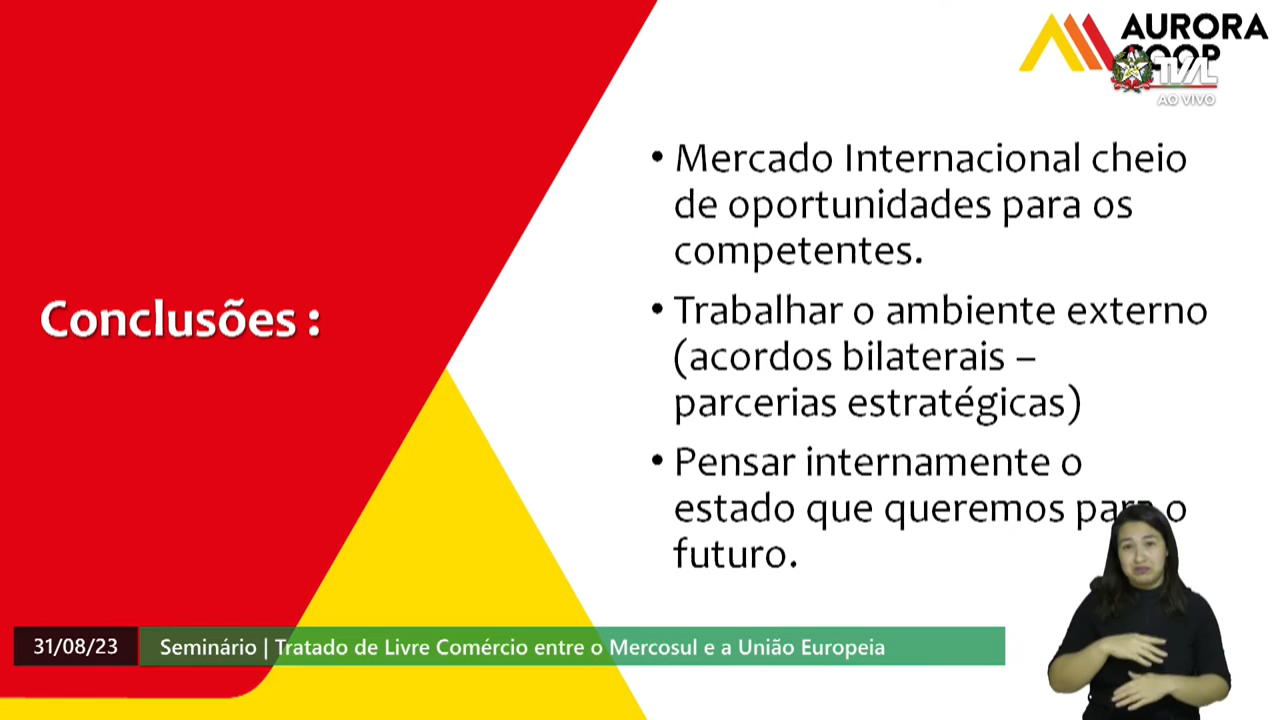 AURORA
COOP
TVAL
AO VIVO
• Mercado Internacional cheio
de oportunidades para os
competentes.
Conclusões :
• Trabalhar o ambiente externo
(acordos bilaterais –
parcerias estratégicas)
• Pensar internamente o
estado que queremos para o
futuro.
31/08/23
Seminário | Tratado de Livre Comércio entre o Mercosul e a União Europeia